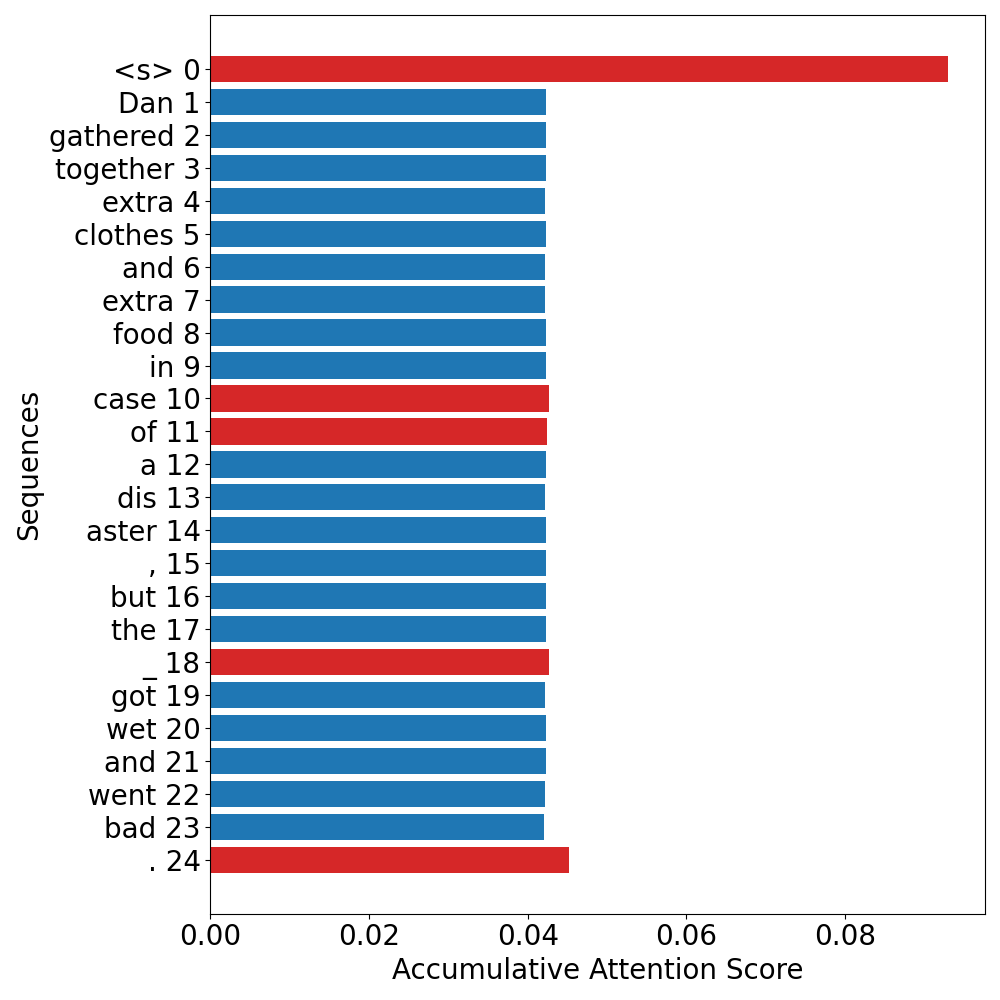 <s> 0
Dan 1
gathered 2
together 3
extra 4
clothes 5
and 6
extra 7
food 8
in 9
case 10
of 11
a 12
dis 13
aster 14
, 15
but 16
the 17
_ 18
got 19
wet 20
and 21
went 22
bad 23
. 24
Sequences
0.00 0.02 0.04 0.06 0.08
Accumulative Attention Score